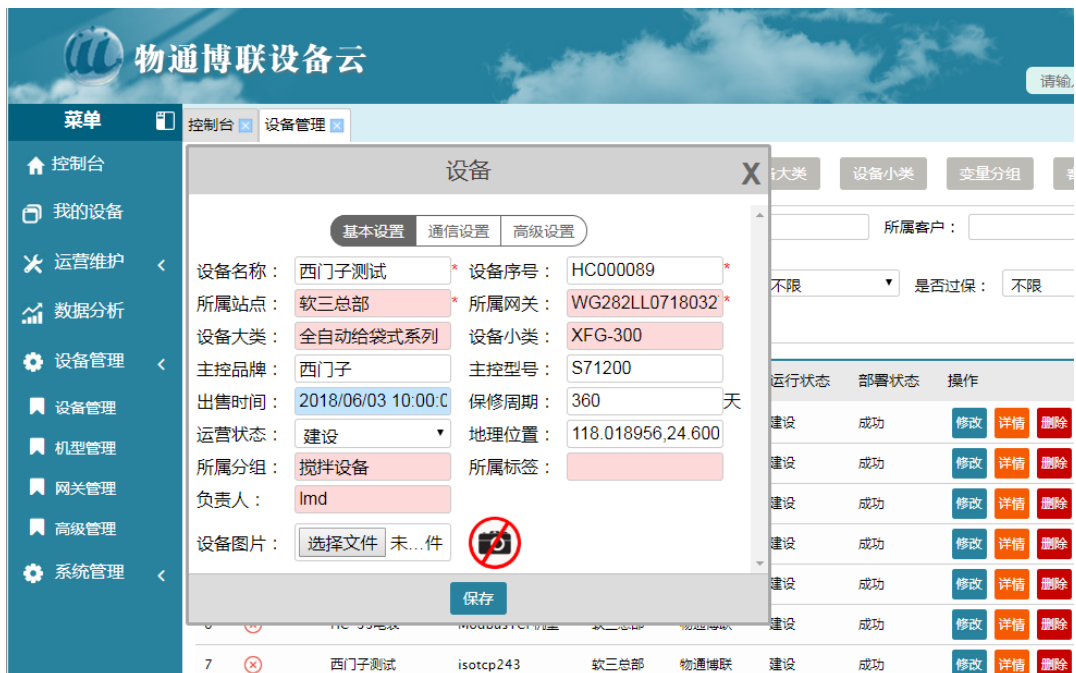 物通博联设备云
请输
菜单
控制台 设备管理
控制台
我的设备
运营维护
数据分析
设备管理
设备管理
机型管理
网关管理
高级管理
系统管理
设备 X
基本设置 通信设置 高级设置
设备名称： 西门子测试 * 设备序号： HC000089 *
所属站点： 软三总部 * 所属网关： WG282LL0718032 *
设备大类： 全自动给袋式系列 设备小类： XFG-300
主控品牌： 西门子 主控型号： S71200
出售时间： 2018/06/03 10:00:0 保修周期： 360 天
运营状态： 建设 地理位置： 118.018956,24.600
所属分组： 搅拌设备 所属标签：
负责人： lmd
设备图片： 选择文件 未...件
保存
大类 设备小类 变量分组
所属客户：
不限 是否过保： 不限
运行状态 部署状态 操作
建设 成功 修改 详情 删除
建设 成功 修改 详情 删除
建设 成功 修改 详情 删除
建设 成功 修改 详情 删除
建设 成功 修改 详情 删除
建设 成功 修改 详情 删除
7 西门子测试 isotcp243 软三总部 物通博联 建设 成功 修改 详情 删除